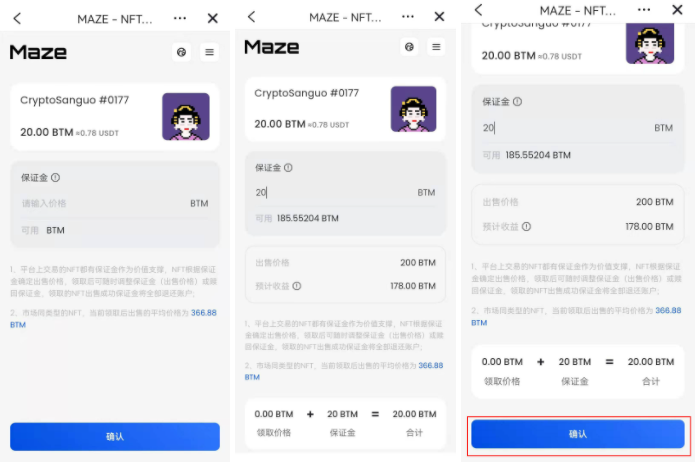 MAZE - NFT...
Maze
CryptoSanguo #0177
20.00 BTM ≈0.78 USDT
保证金
请输入价格 BTM
可用 BTM
1、平台上交易的NFT都有保证金作为价值支撑，NFT根据保证
金确定出售价格，领取后可随时调整保证金（出售价格）或赎
回保证金，领取的NFT出售成功保证金将全部退还账户；
2、市场同类型的NFT，当前领取后出售的平均价格为 366.88
BTM
确认
MAZE - NFT...
Maze
CryptoSanguo #0177
20.00 BTM ≈0.78 USDT
保证金
20 BTM
可用 185.55204 BTM
出售价格 200 BTM
预计收益 178.00 BTM
1、平台上交易的NFT都有保证金作为价值支撑，NFT根据保证
金确定出售价格，领取后可随时调整保证金（出售价格）或赎
回保证金，领取的NFT出售成功保证金将全部退还账户；
2、市场同类型的NFT，当前领取后出售的平均价格为 366.88
BTM
0.00 BTM + 20 BTM = 20.00 BTM
领取价格 保证金 合计
MAZE - NFT...
CryptoSanguo #0177
20.00 BTM ≈0.78 USDT
保证金
20 BTM
可用 185.55204 BTM
出售价格 200 BTM
预计收益 178.00 BTM
1、平台上交易的NFT都有保证金作为价值支撑，NFT根据保证
金确定出售价格，领取后可随时调整保证金（出售价格）或赎
回保证金，领取的NFT出售成功保证金将全部退还账户；
2、市场同类型的NFT，当前领取后出售的平均价格为 366.88
BTM
0.00 BTM + 20 BTM = 20.00 BTM
领取价格 保证金 合计
确认